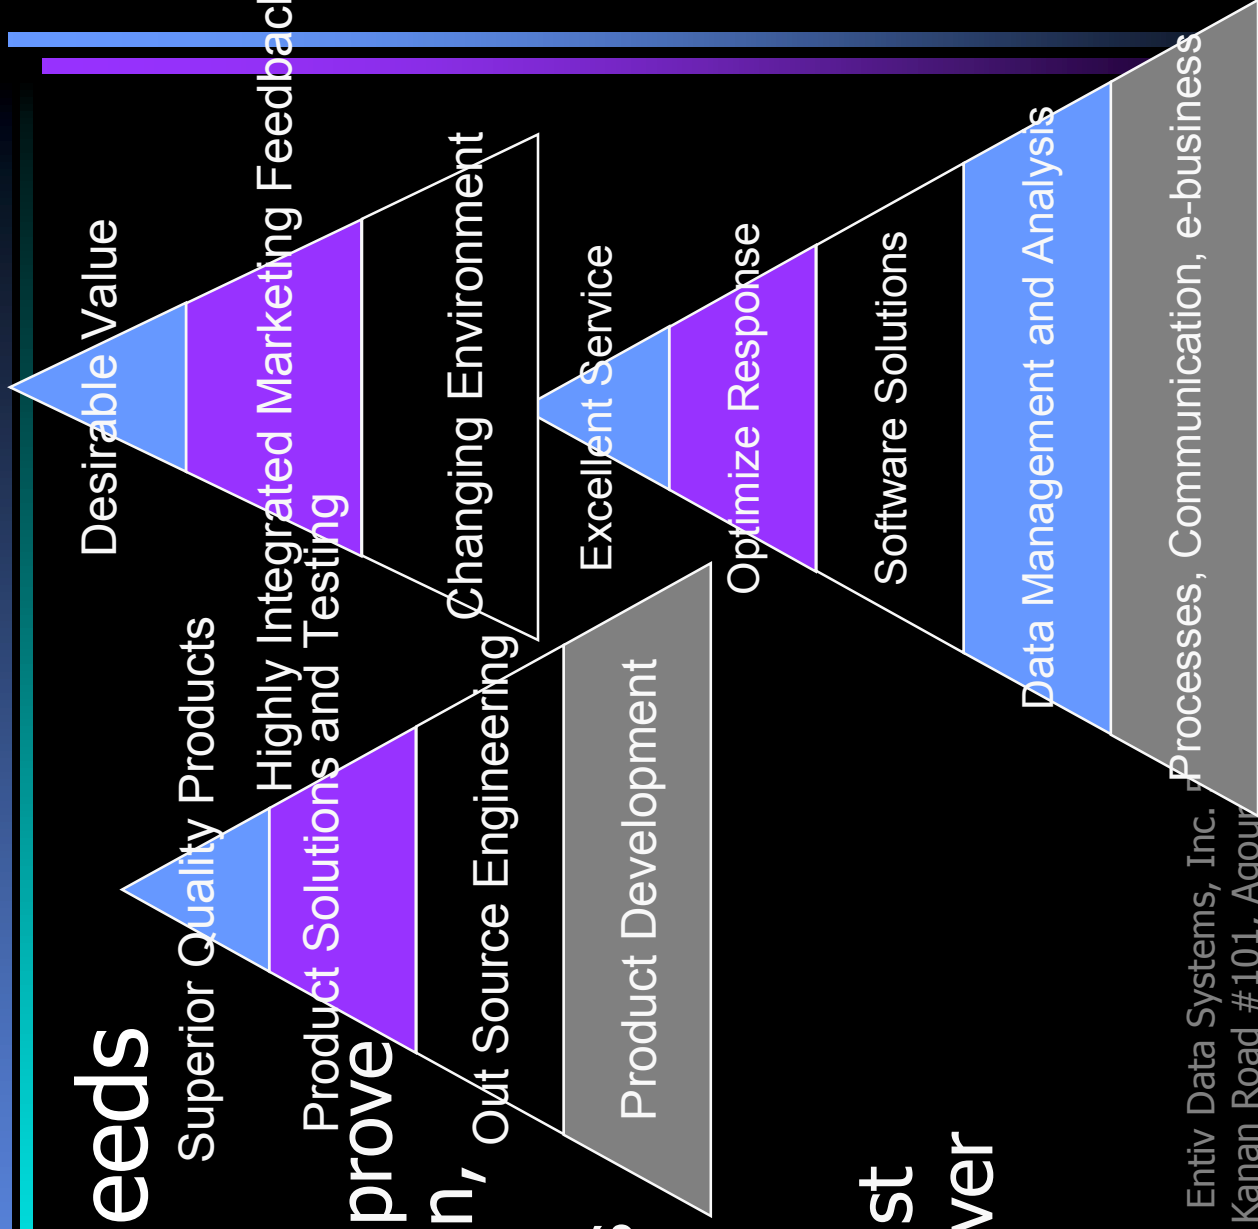 eeds
Superior Quality Products
Product Solutions and Testing
prove
n,
Out Source Engineering
Product Development
st
ver
Desirable Value
Highly Integrated Marketing Feedback
Changing Environment
Excellent Service
Optimize Response
Software Solutions
Data Management and Analysis
Processes, Communication, e-business
Entiv Data Systems, Inc.
Kanan Road #101, Agour